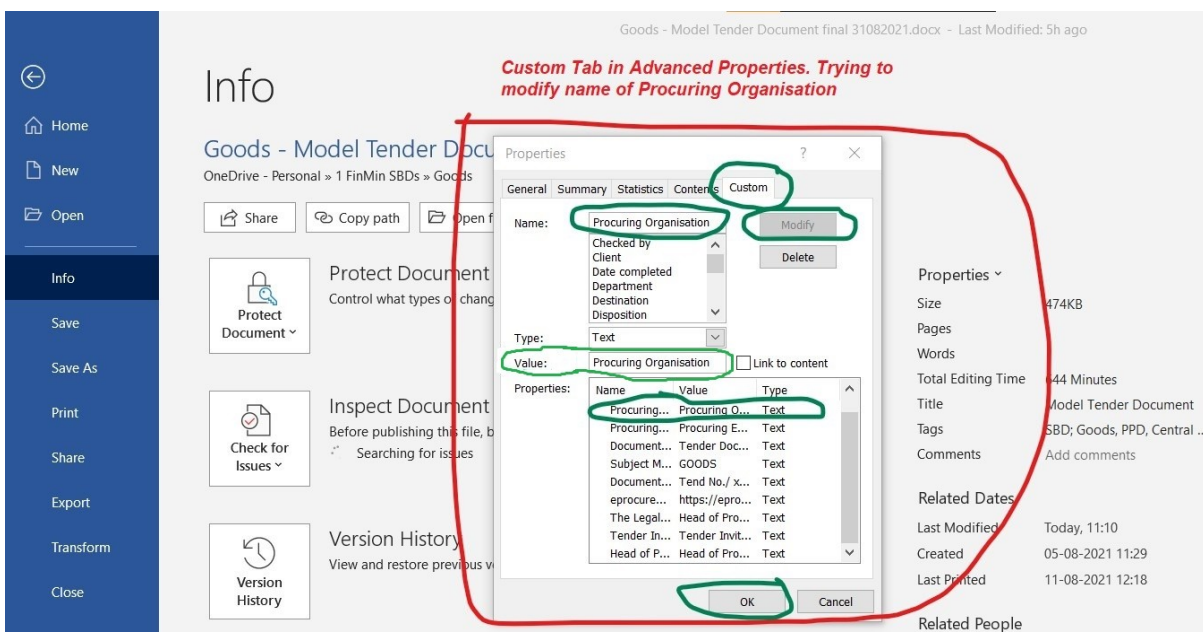 Goods - Model Tender Document final 31082021.docx - Last Modified: 5h ago
Custom Tab in Advanced Properties. Trying to
modify name of Procuring Organisation
Info
Home
New
Open
Info
Save
Save As
Print
Share
Export
Transform
Close
Goods - Model Tender Docu
OneDrive - Personal » 1 FinMin SBDs » Goods
Share
Copy path
Open f
Protect
Document
Protect Document
Control what types of chang
Check for
Issues
Inspect Document
Before publishing this file, b
Searching for issues
Version
History
Version History
View and restore previous v
Properties
?
General Summary Statistics Contents Custom
Name: Procuring Organisation Modify
Checked by
Client
Date completed
Department
Destination
Disposition
Delete
Type: Text
Value: Procuring Organisation Link to content
Properties:
Name Value Type
Procuring... Procuring O... Text
Procuring... Procuring E... Text
Document... Tender Doc... Text
Subject M... GOODS Text
Document... Tend No./ x... Text
eprocure... https://epro... Text
The Legal... Head of Pro... Text
Tender In... Tender Invit... Text
Head of P... Head of Pro... Text
OK Cancel
Properties
Size 474KB
Pages
Words
Total Editing Time 644 Minutes
Title Model Tender Document
Tags SBD; Goods, PPD, Central ..
Comments Add comments
Related Dates
Last Modified Today, 11:10
Created 05-08-2021 11:29
Last Printed 11-08-2021 12:18
Related People